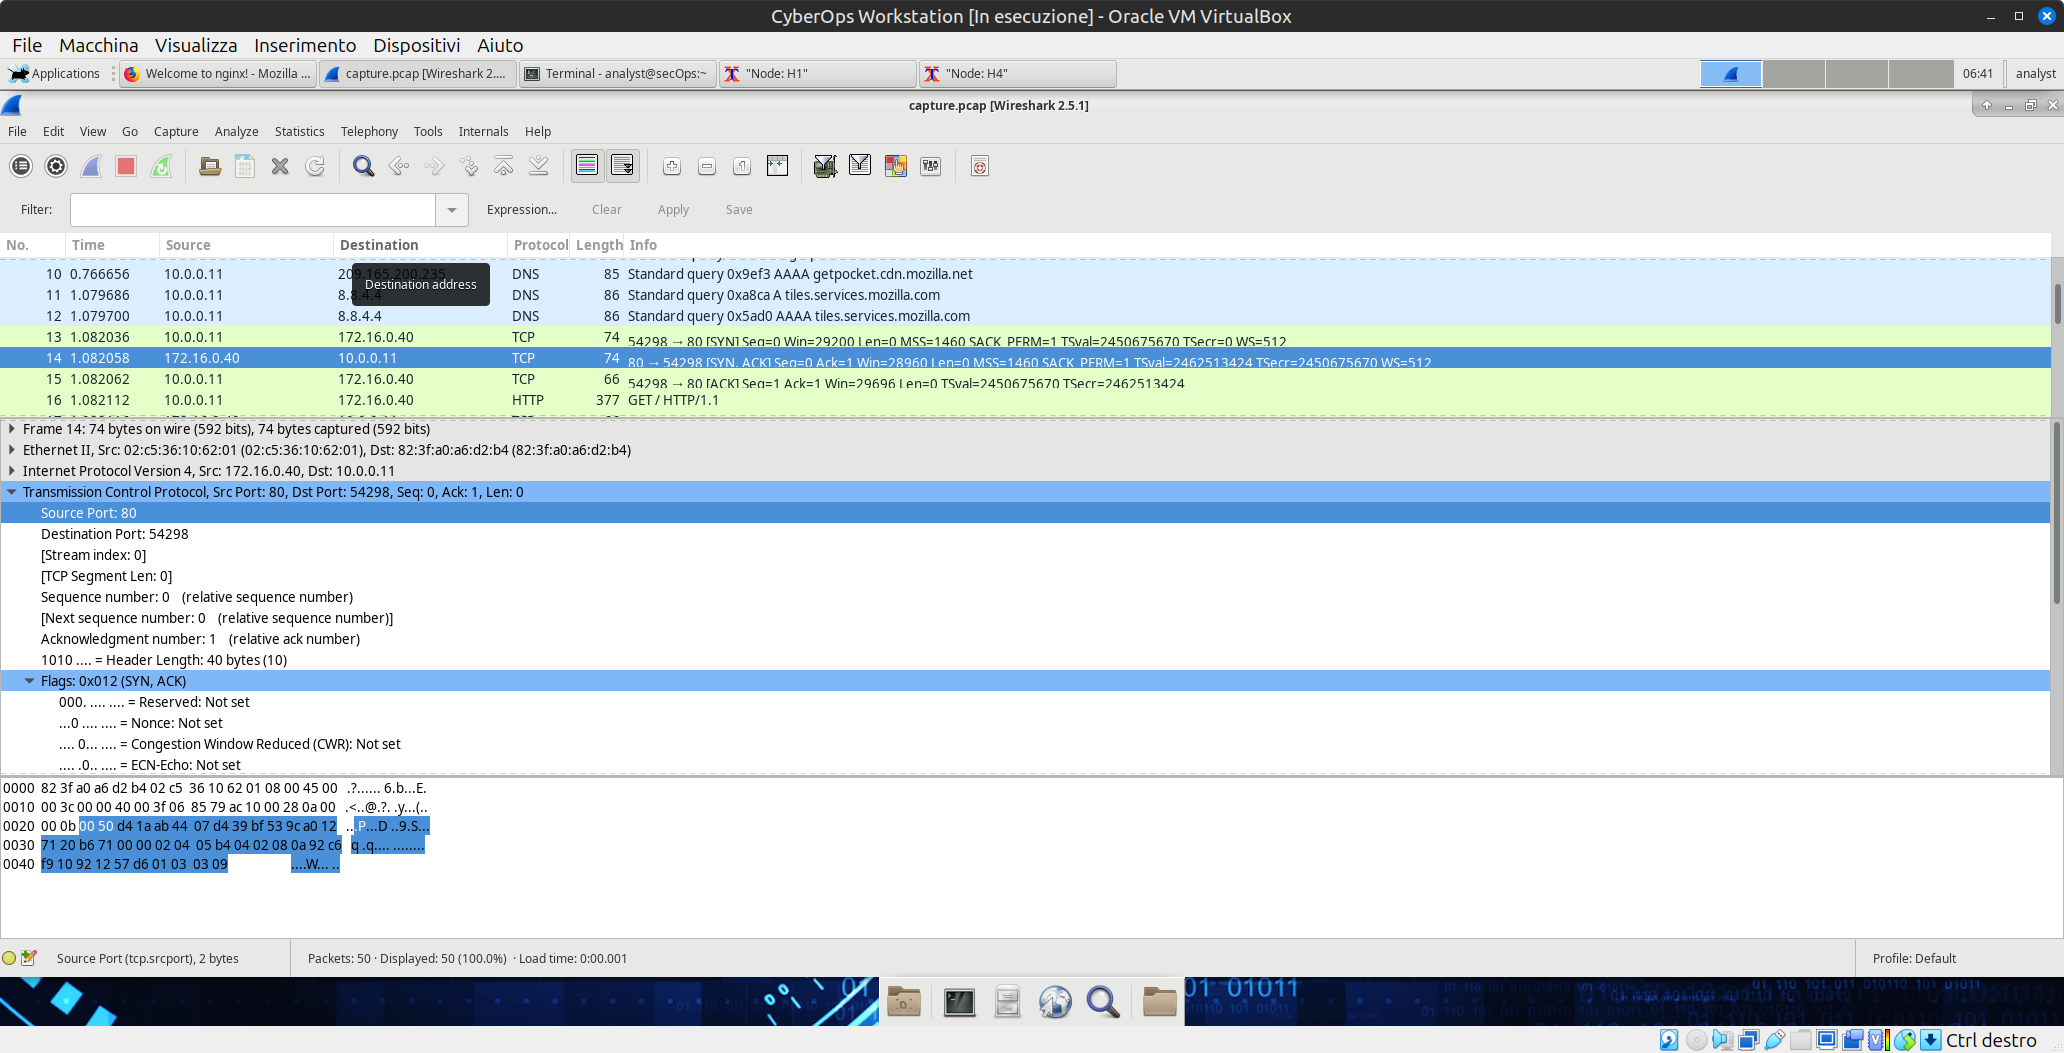 CyberOps Workstation [In esecuzione] - Oracle VM VirtualBox
File Macchina Visualizza Inserimento Dispositivi Aiuto
Applications Welcome to nginx! - Mozilla ... capture.pcap [Wireshark 2.... Terminal - analyst@secOps:~ "Node: H1" "Node: H4" 06:41 analyst
capture.pcap [Wireshark 2.5.1]
File Edit View Go Capture Analyze Statistics Telephony Tools Internals Help
Filter: Expression... Clear Apply Save
No. Time Source Destination Protocol Length Info
10 0.766656 10.0.0.11 209.165.200.235 DNS 85 Standard query 0x9ef3 AAAA getpocket.cdn.mozilla.net
Destination address
11 1.079686 10.0.0.11 8.8.4.4 DNS 86 Standard query 0xa8ca A tiles.services.mozilla.com
12 1.079700 10.0.0.11 8.8.4.4 DNS 86 Standard query 0x5ad0 AAAA tiles.services.mozilla.com
13 1.082036 10.0.0.11 172.16.0.40 TCP 74 54298 → 80 [SYN] Seq=0 Win=29200 Len=0 MSS=1460 SACK_PERM=1 TSval=2450675670 TSecr=0 WS=512
14 1.082058 172.16.0.40 10.0.0.11 TCP 74 80 → 54298 [SYN, ACK] Seq=0 Ack=1 Win=28960 Len=0 MSS=1460 SACK_PERM=1 TSval=2462513424 TSecr=2450675670 WS=512
15 1.082062 10.0.0.11 172.16.0.40 TCP 66 54298 → 80 [ACK] Seq=1 Ack=1 Win=29696 Len=0 TSval=2450675670 TSecr=2462513424
16 1.082112 10.0.0.11 172.16.0.40 HTTP 377 GET / HTTP/1.1
Frame 14: 74 bytes on wire (592 bits), 74 bytes captured (592 bits)
Ethernet II, Src: 02:c5:36:10:62:01 (02:c5:36:10:62:01), Dst: 82:3f:a0:a6:d2:b4 (82:3f:a0:a6:d2:b4)
Internet Protocol Version 4, Src: 172.16.0.40, Dst: 10.0.0.11
Transmission Control Protocol, Src Port: 80, Dst Port: 54298, Seq: 0, Ack: 1, Len: 0
Source Port: 80
Destination Port: 54298
[Stream index: 0]
[TCP Segment Len: 0]
Sequence number: 0 (relative sequence number)
[Next sequence number: 0 (relative sequence number)]
Acknowledgment number: 1 (relative ack number)
1010 .... = Header Length: 40 bytes (10)
Flags: 0x012 (SYN, ACK)
000. .... .... = Reserved: Not set
...0 .... .... = Nonce: Not set
.... 0... .... = Congestion Window Reduced (CWR): Not set
.... .0.. .... = ECN-Echo: Not set
0000 82 3f a0 a6 d2 b4 02 c5 36 10 62 01 08 00 45 00 .?...... 6.b...E.
0010 00 3c 00 00 40 00 3f 06 85 79 ac 10 00 28 0a 00 .<..@.?. .y...(..
0020 00 0b 00 50 d4 1a ab 44 07 d4 39 bf 53 9c a0 12 ...P...D ..9.S...
0030 71 20 b6 71 00 00 02 04 05 b4 04 02 08 0a 92 c6 q .q.... ........
0040 f9 10 92 12 57 d6 01 03 03 09 ....W... ..
Source Port (tcp.srcport), 2 bytes Packets: 50 · Displayed: 50 (100.0%) · Load time: 0:00.001 Profile: Default
Ctrl destro